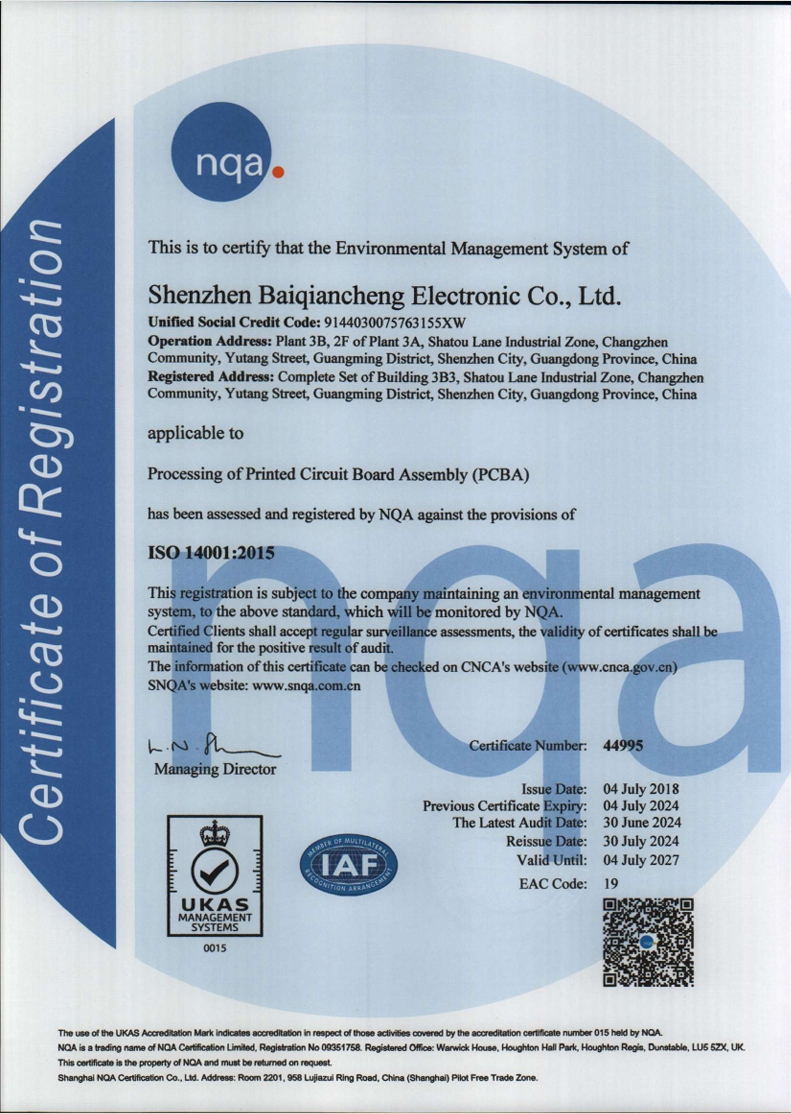 nqa.
Certificate of Registration
This is to certify that the Environmental Management System of
Shenzhen Baiqiancheng Electronic Co., Ltd.
Unified Social Credit Code: 9144030075763155XW
Operation Address: Plant 3B, 2F of Plant 3A, Shatou Lane Industrial Zone, Changzhen
Community, Yutang Street, Guangming District, Shenzhen City, Guangdong Province, China
Registered Address: Complete Set of Building 3B3, Shatou Lane Industrial Zone, Changzhen
Community, Yutang Street, Guangming District, Shenzhen City, Guangdong Province, China
applicable to
Processing of Printed Circuit Board Assembly (PCBA)
has been assessed and registered by NQA against the provisions of
ISO 14001:2015
nqa
This registration is subject to the company maintaining an environmental management
system, to the above standard, which will be monitored by NQA.
Certified Clients shall accept regular surveillance assessments, the validity of certificates shall be
maintained for the positive result of audit.
The information of this certificate can be checked on CNCA's website (www.cnca.gov.cn)
SNQA's website: www.snqa.com.cn
Managing Director
Certificate Number: 44995
Issue Date: 04 July 2018
Previous Certificate Expiry: 04 July 2024
The Latest Audit Date: 30 June 2024
Reissue Date: 30 July 2024
Valid Until: 04 July 2027
EAC Code: 19
UKAS
MANAGEMENT
SYSTEMS
0015
MEMBER OF MULTILATERAL
IAF
RECOGNITION ARRANGEMENT
The use of the UKAS Accreditation Mark indicates accreditation in respect of those activities covered by the accreditation certificate number 015 held by NQA.
NQA is a trading name of NQA Certification Limited, Registration No 09351758. Registered Office: Warwick House, Houghton Hall Park, Houghton Regis, Dunstable, LU5 5ZX, UK.
This certificate is the property of NQA and must be returned on request.
Shanghai NQA Certification Co., Ltd. Address: Room 2201, 958 Lujiazui Ring Road, China (Shanghai) Pilot Free Trade Zone.